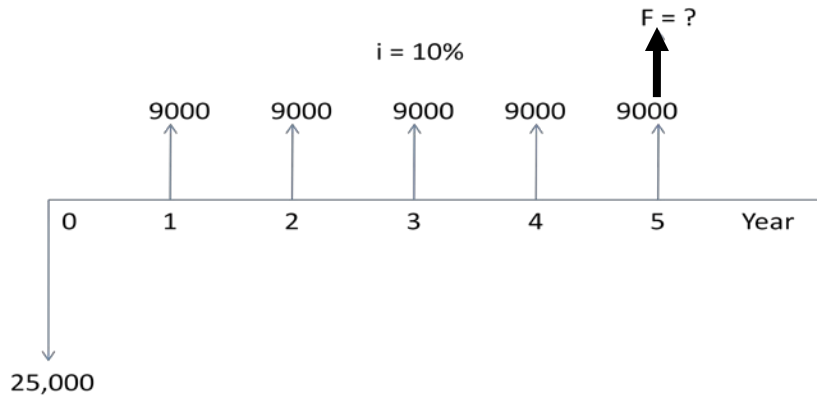 F = ?
i = 10%
9000 9000 9000 9000 9000
0 1 2 3 4 5 Year
25,000